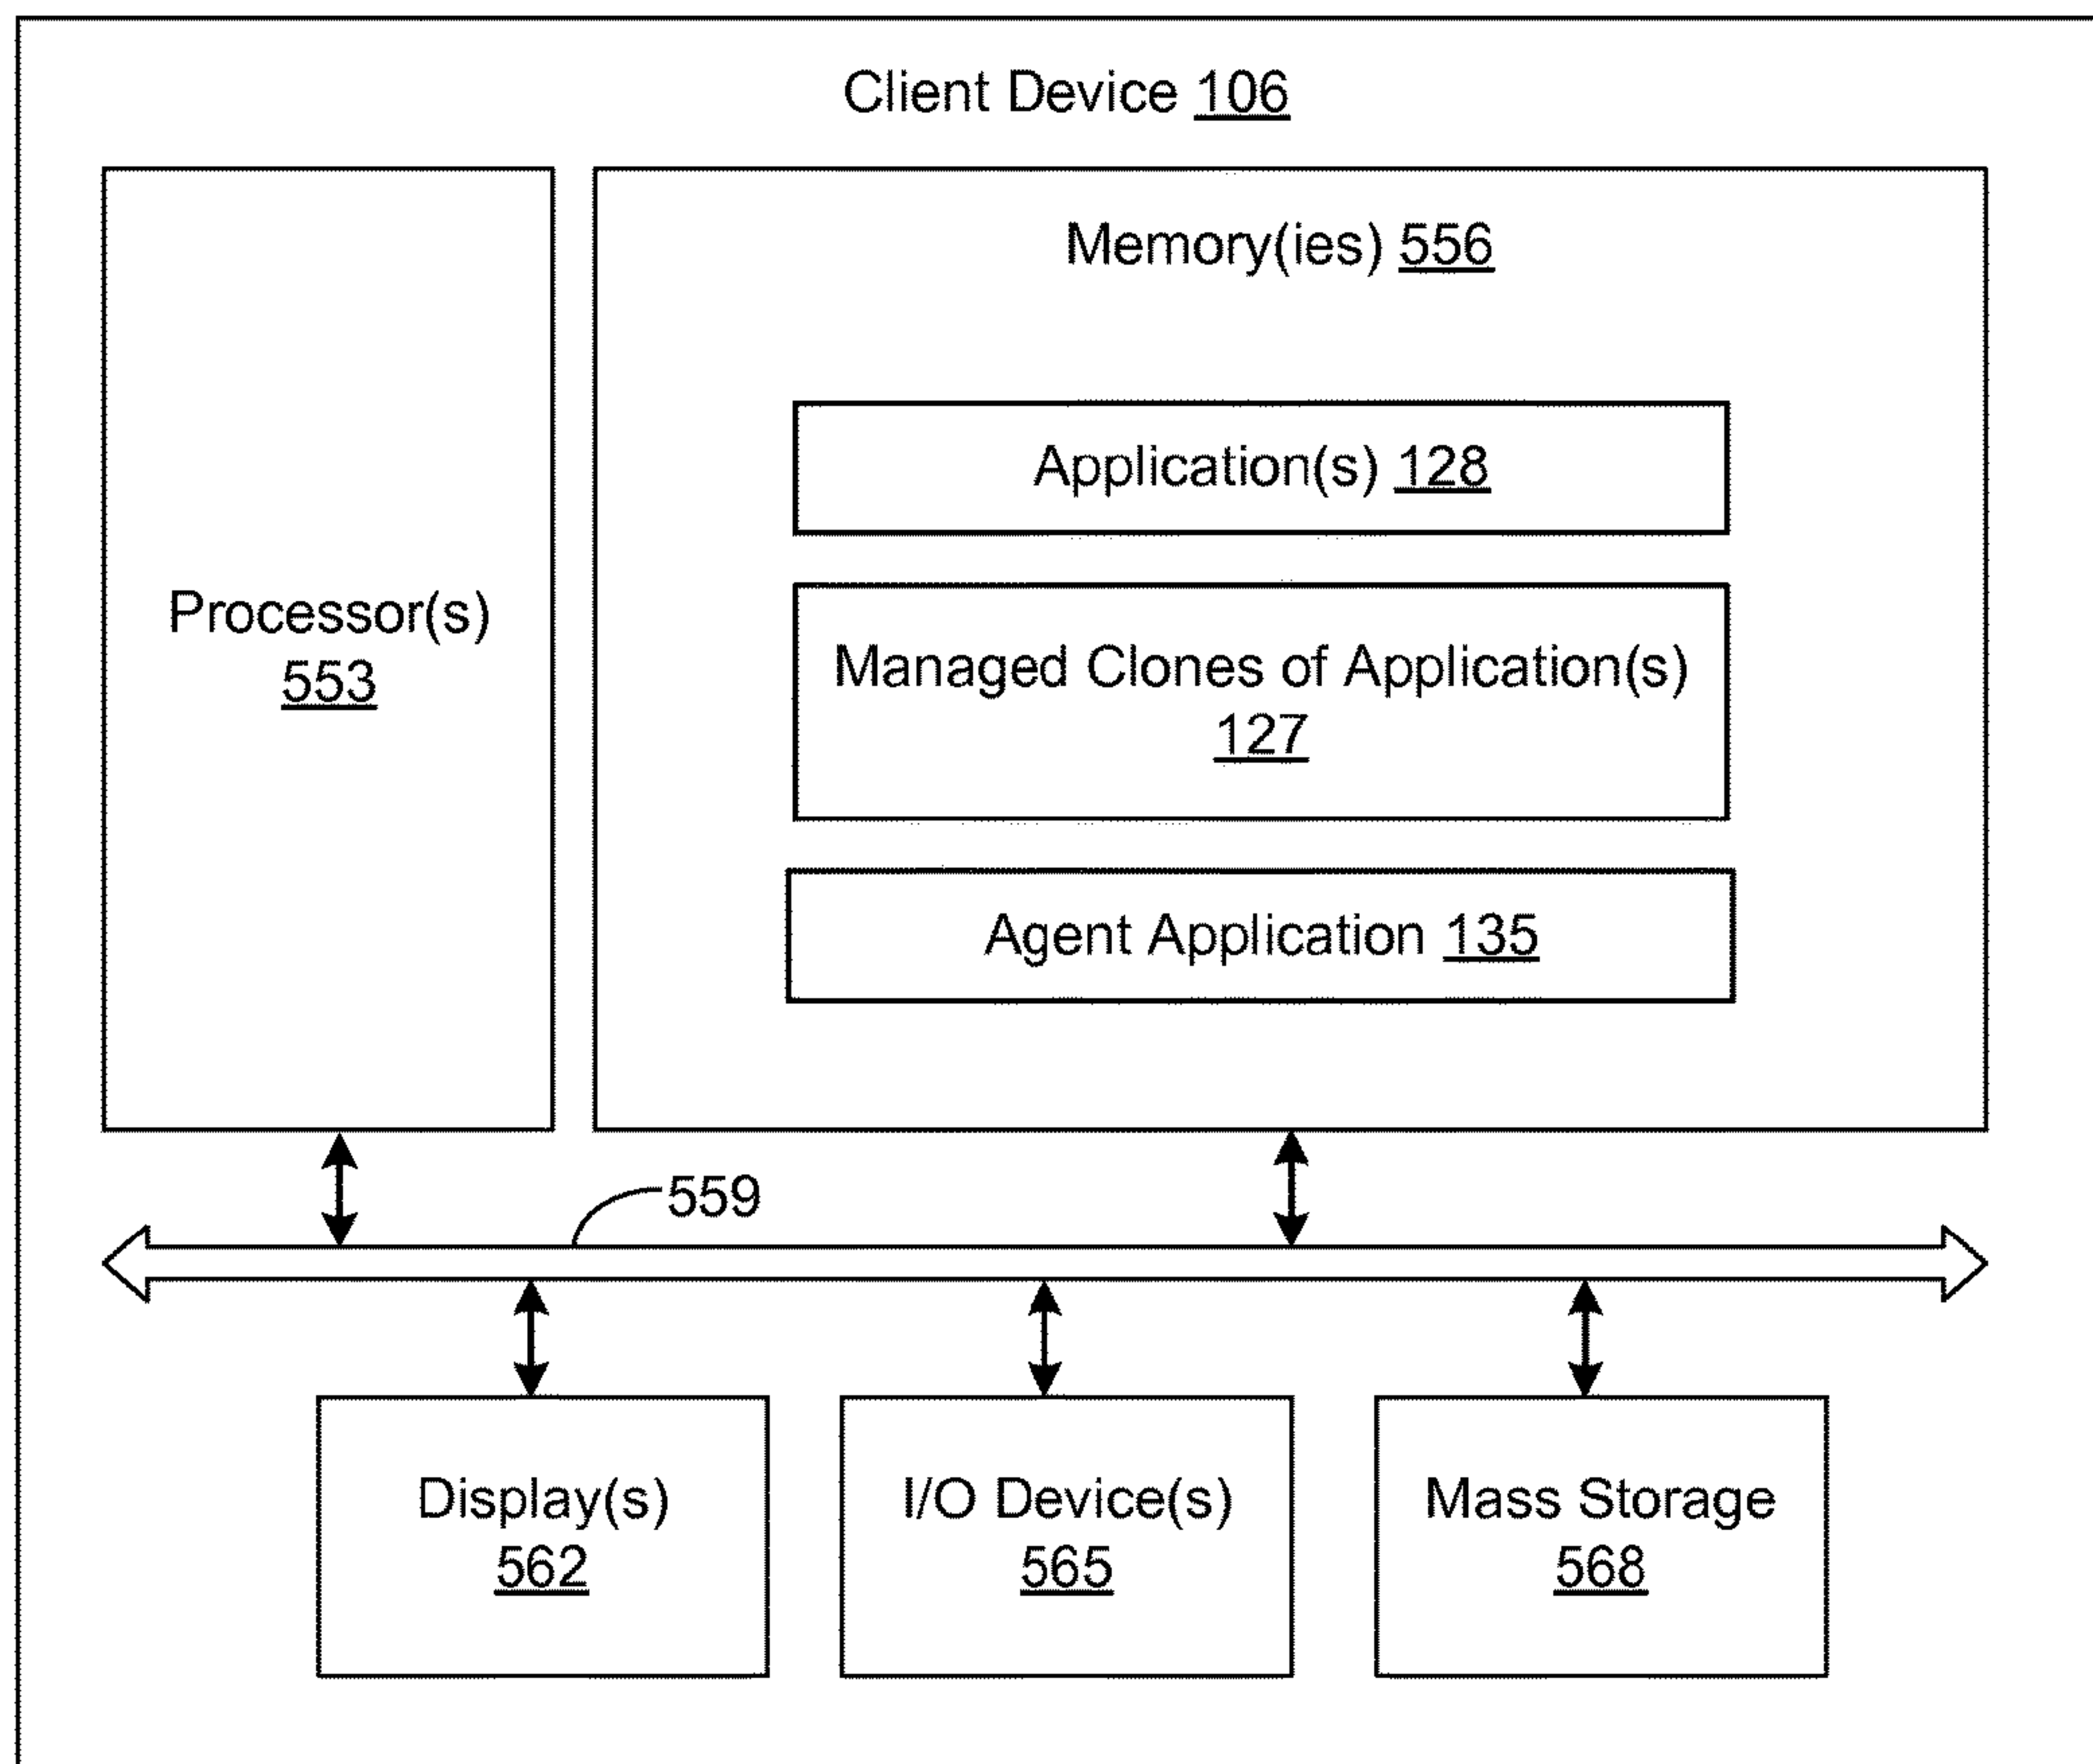 Client Device 106
Processor(s)
553
Memory(ies) 556
Application(s) 128
Managed Clones of Application(s)
127
Agent Application 135
559
Display(s)
562
I/O Device(s)
565
Mass Storage
568